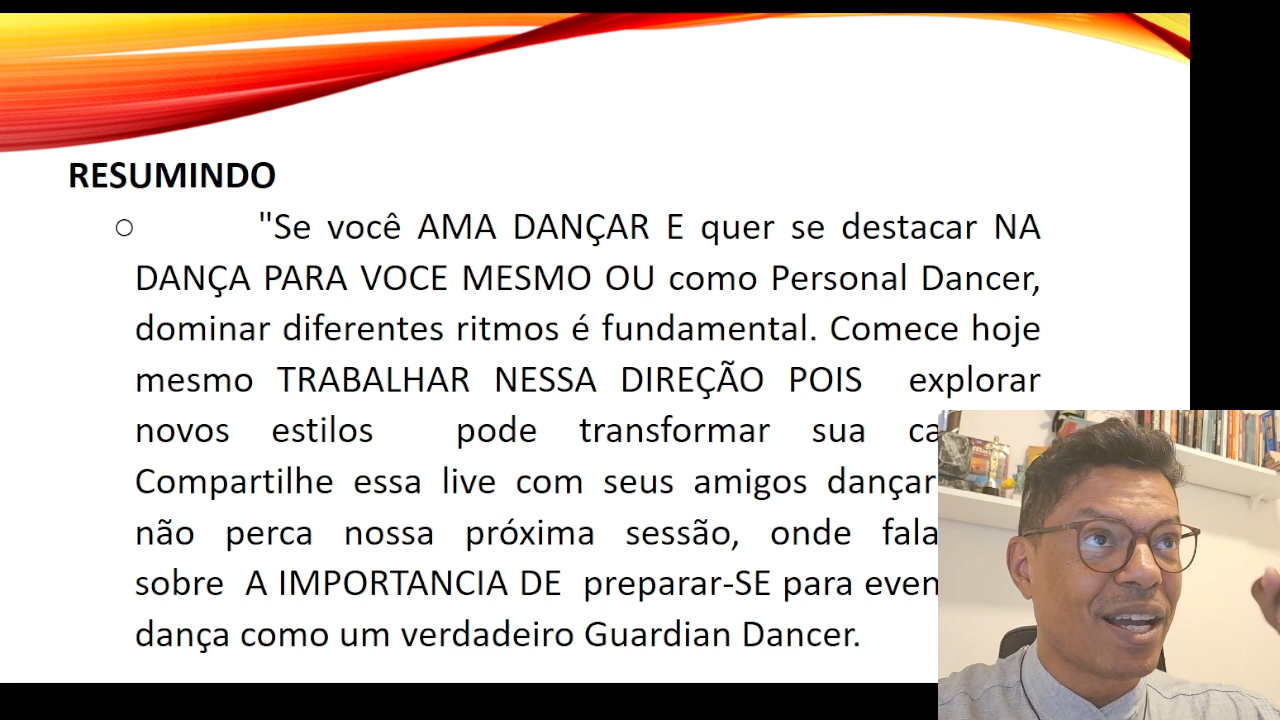 RESUMINDO
"Se você AMA DANÇAR E quer se destacar NA
DANÇA PARA VOCE MESMO OU como Personal Dancer,
dominar diferentes ritmos é fundamental. Comece hoje
mesmo TRABALHAR NESSA DIREÇÃO POIS explorar
novos estilos pode transformar sua
Compartilhe essa live com seus amigos
não perca nossa próxima sessão, onde
sobre A IMPORTANCIA DE preparar-SE para
dança como um verdadeiro Guardian Dancer.